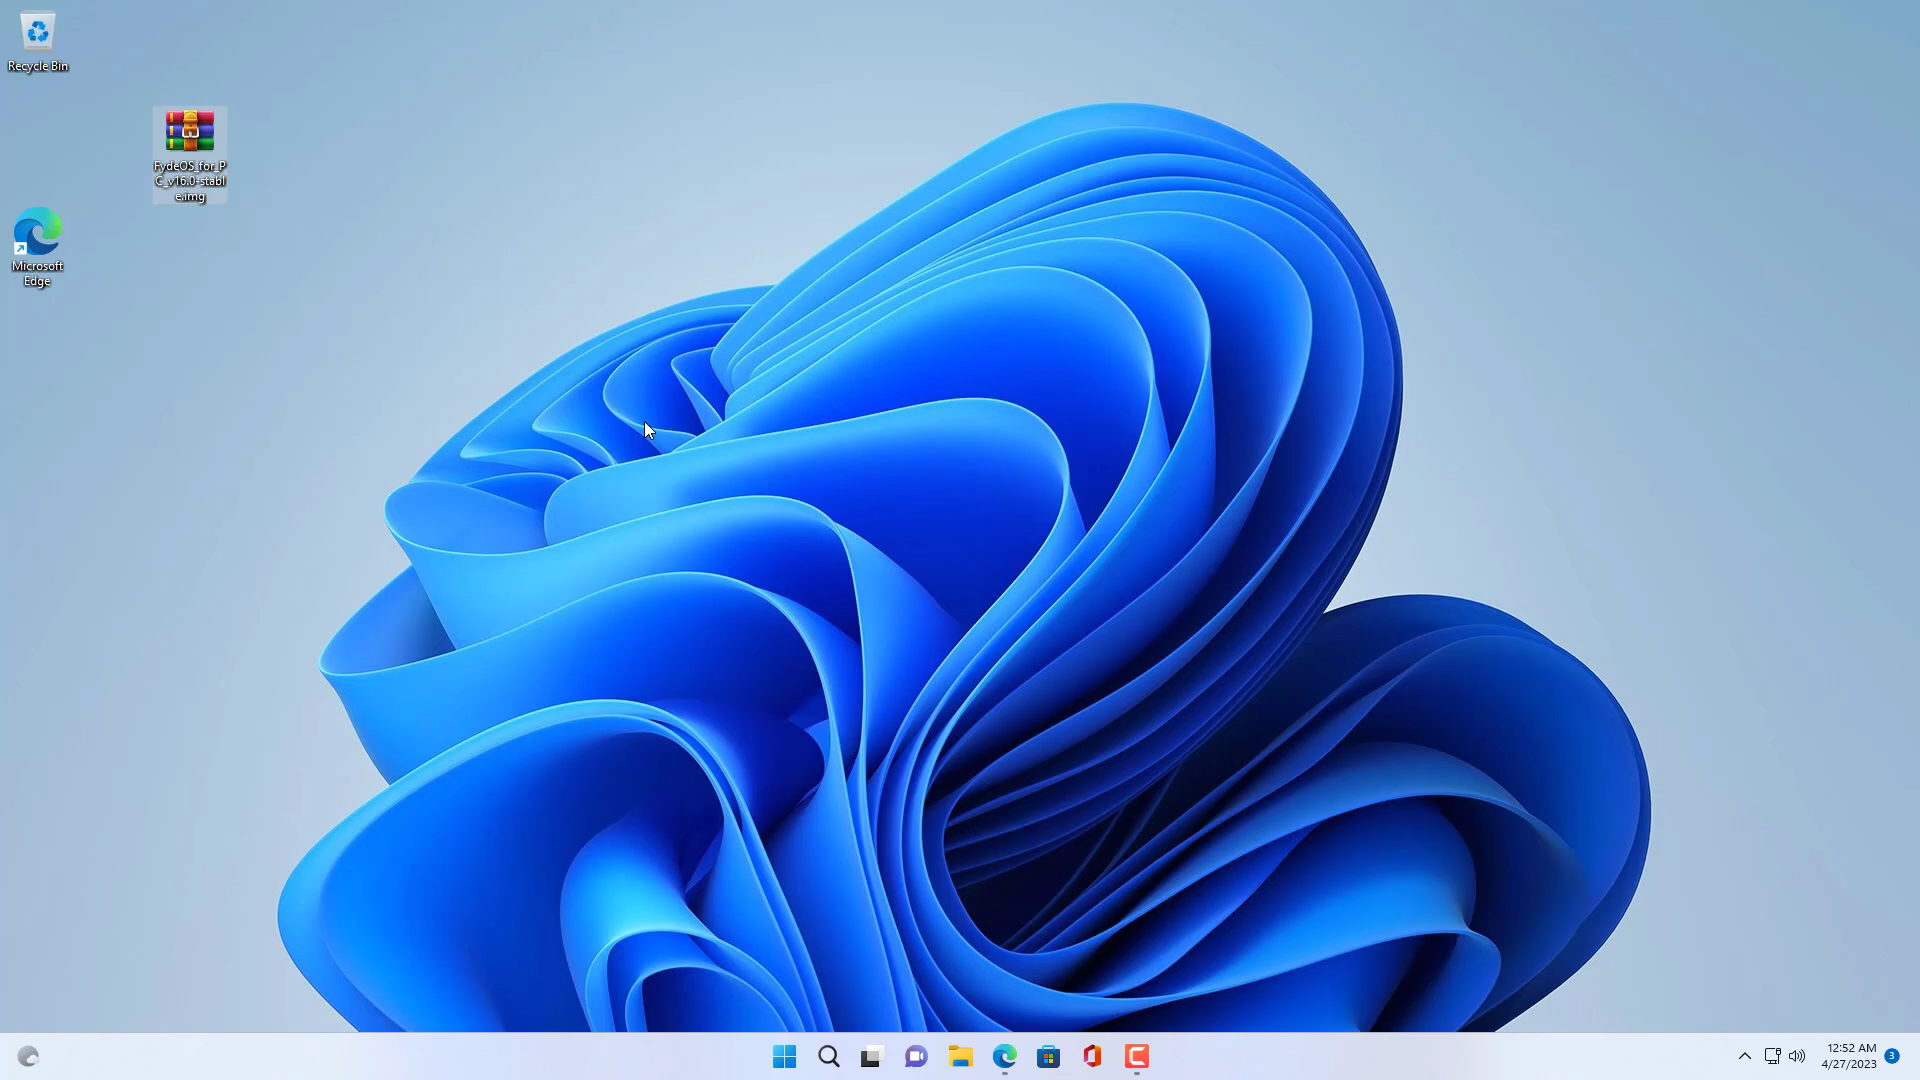 Recycle Bin
FydeOS_for_P
C_v16.0-stabl
e.img
Microsoft
Edge
12:52 AM
4/27/2023
3